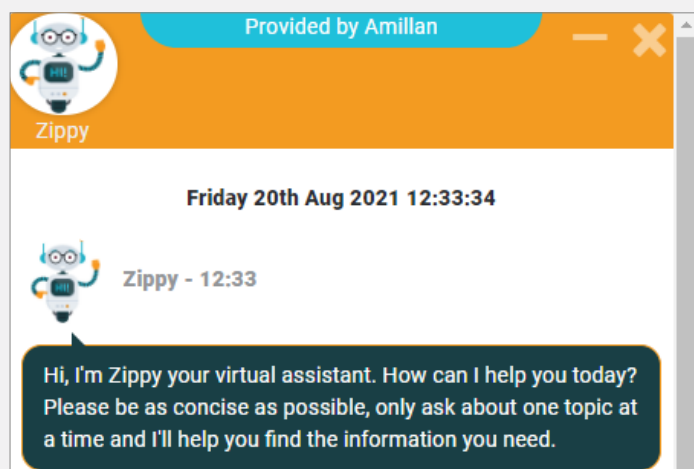 Provided by Amillan
HI!
Zippy
Friday 20th Aug 2021 12:33:34
HI!
Zippy - 12:33
Hi, I'm Zippy your virtual assistant. How can I help you today?
Please be as concise as possible, only ask about one topic at
a time and I'll help you find the information you need.